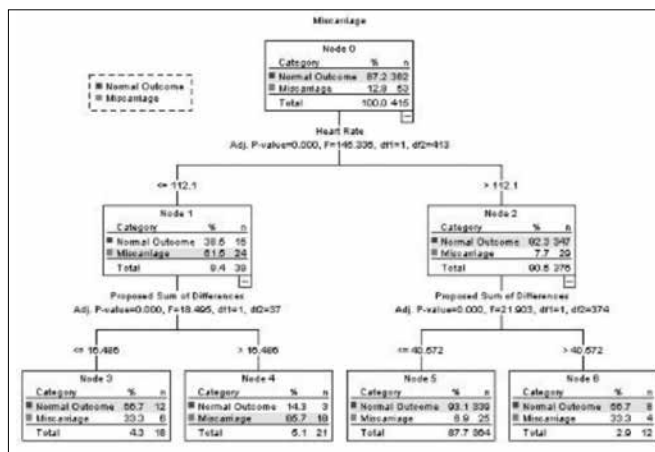 Miscarriage
Node 0
Category % n
Normal Outcome 87.2 362
Miscarriage 12.8 53
Total 100.0 415
Normal Outcome
Miscarriage
Heart Rate
Adj. P-value=0.000, df1=1, df2=413
<= 112.1
> 112.1
Node 1
Category % n
Normal Outcome 38.5 15
Miscarriage 61.5 24
Total 9.4 39
Node 2
Category % n
Normal Outcome 92.3 347
Miscarriage 7.7 29
Total 90.6 376
Proposed Sum of Differences
Adj. P-value=0.000, F=18.495, df1=1, df2=37
Proposed Sum of Differences
Adj. P-value=0.000, F=21.903, df1=1, df2=374
<= 16.486
> 16.486
<= 40.572
> 40.572
Node 3
Category % n
Normal Outcome 66.7 12
Miscarriage 33.3 6
Total 4.3 18
Node 4
Category % n
Normal Outcome 14.3 3
Miscarriage 85.7 18
Total 5.1 21
Node 5
Category % n
Normal Outcome 93.1 339
Miscarriage 6.9 25
Total 87.7 364
Node 6
Category % n
Normal Outcome 66.7 8
Miscarriage 33.3 4
Total 2.9 12